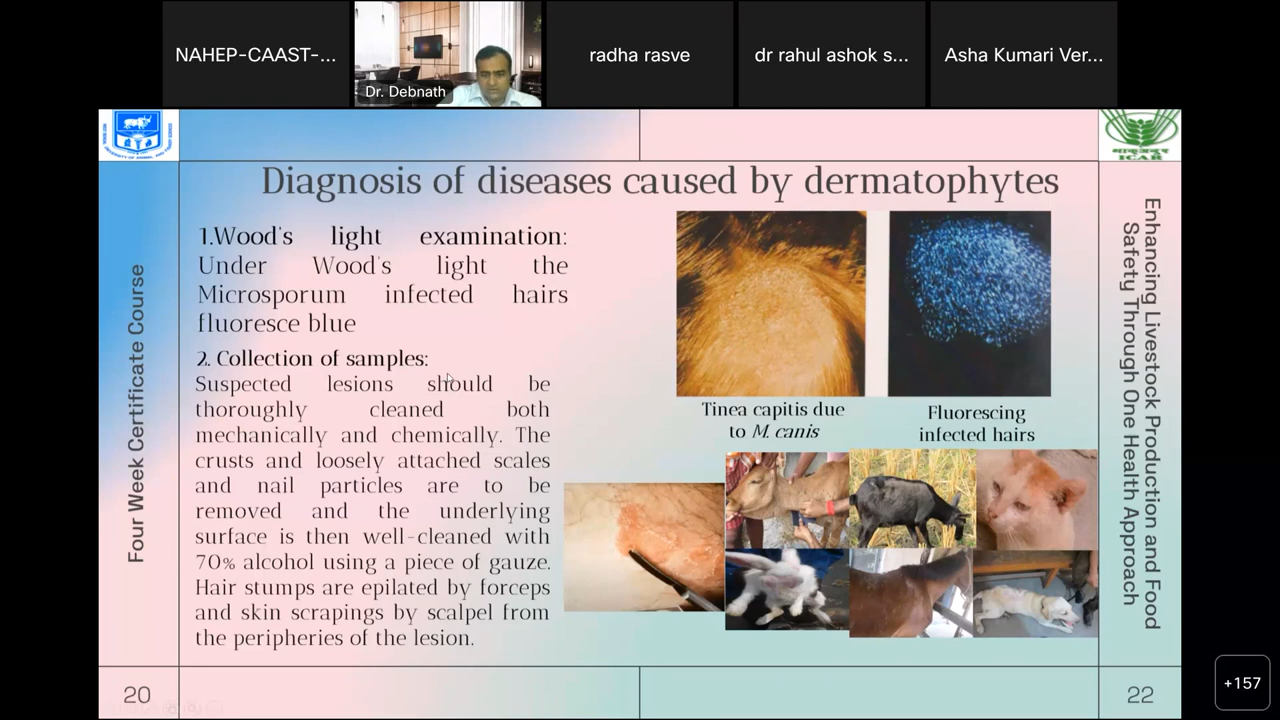 NAHEP-CAAST-...
Dr. Debnath
radha rasve
dr rahul ashok s...
Asha Kumari Ver...
ICAR
Diagnosis of diseases caused by dermatophytes
Four Week Certificate Course
1.Wood's light examination:
Under Wood's light the
Microsporum infected hairs
fluoresce blue
2. Collection of samples:
Suspected lesions should be
thoroughly cleaned both
mechanically and chemically. The
crusts and loosely attached scales
and nail particles are to be
removed and the underlying
surface is then well-cleaned with
70% alcohol using a piece of gauze.
Hair stumps are epilated by forceps
and skin scrapings by scalpel from
the peripheries of the lesion.
Tinea capitis due
to M. canis
Fluorescing
infected hairs
Enhancing Livestock Production and Food
Safety Through One Health Approach
20
22
+157